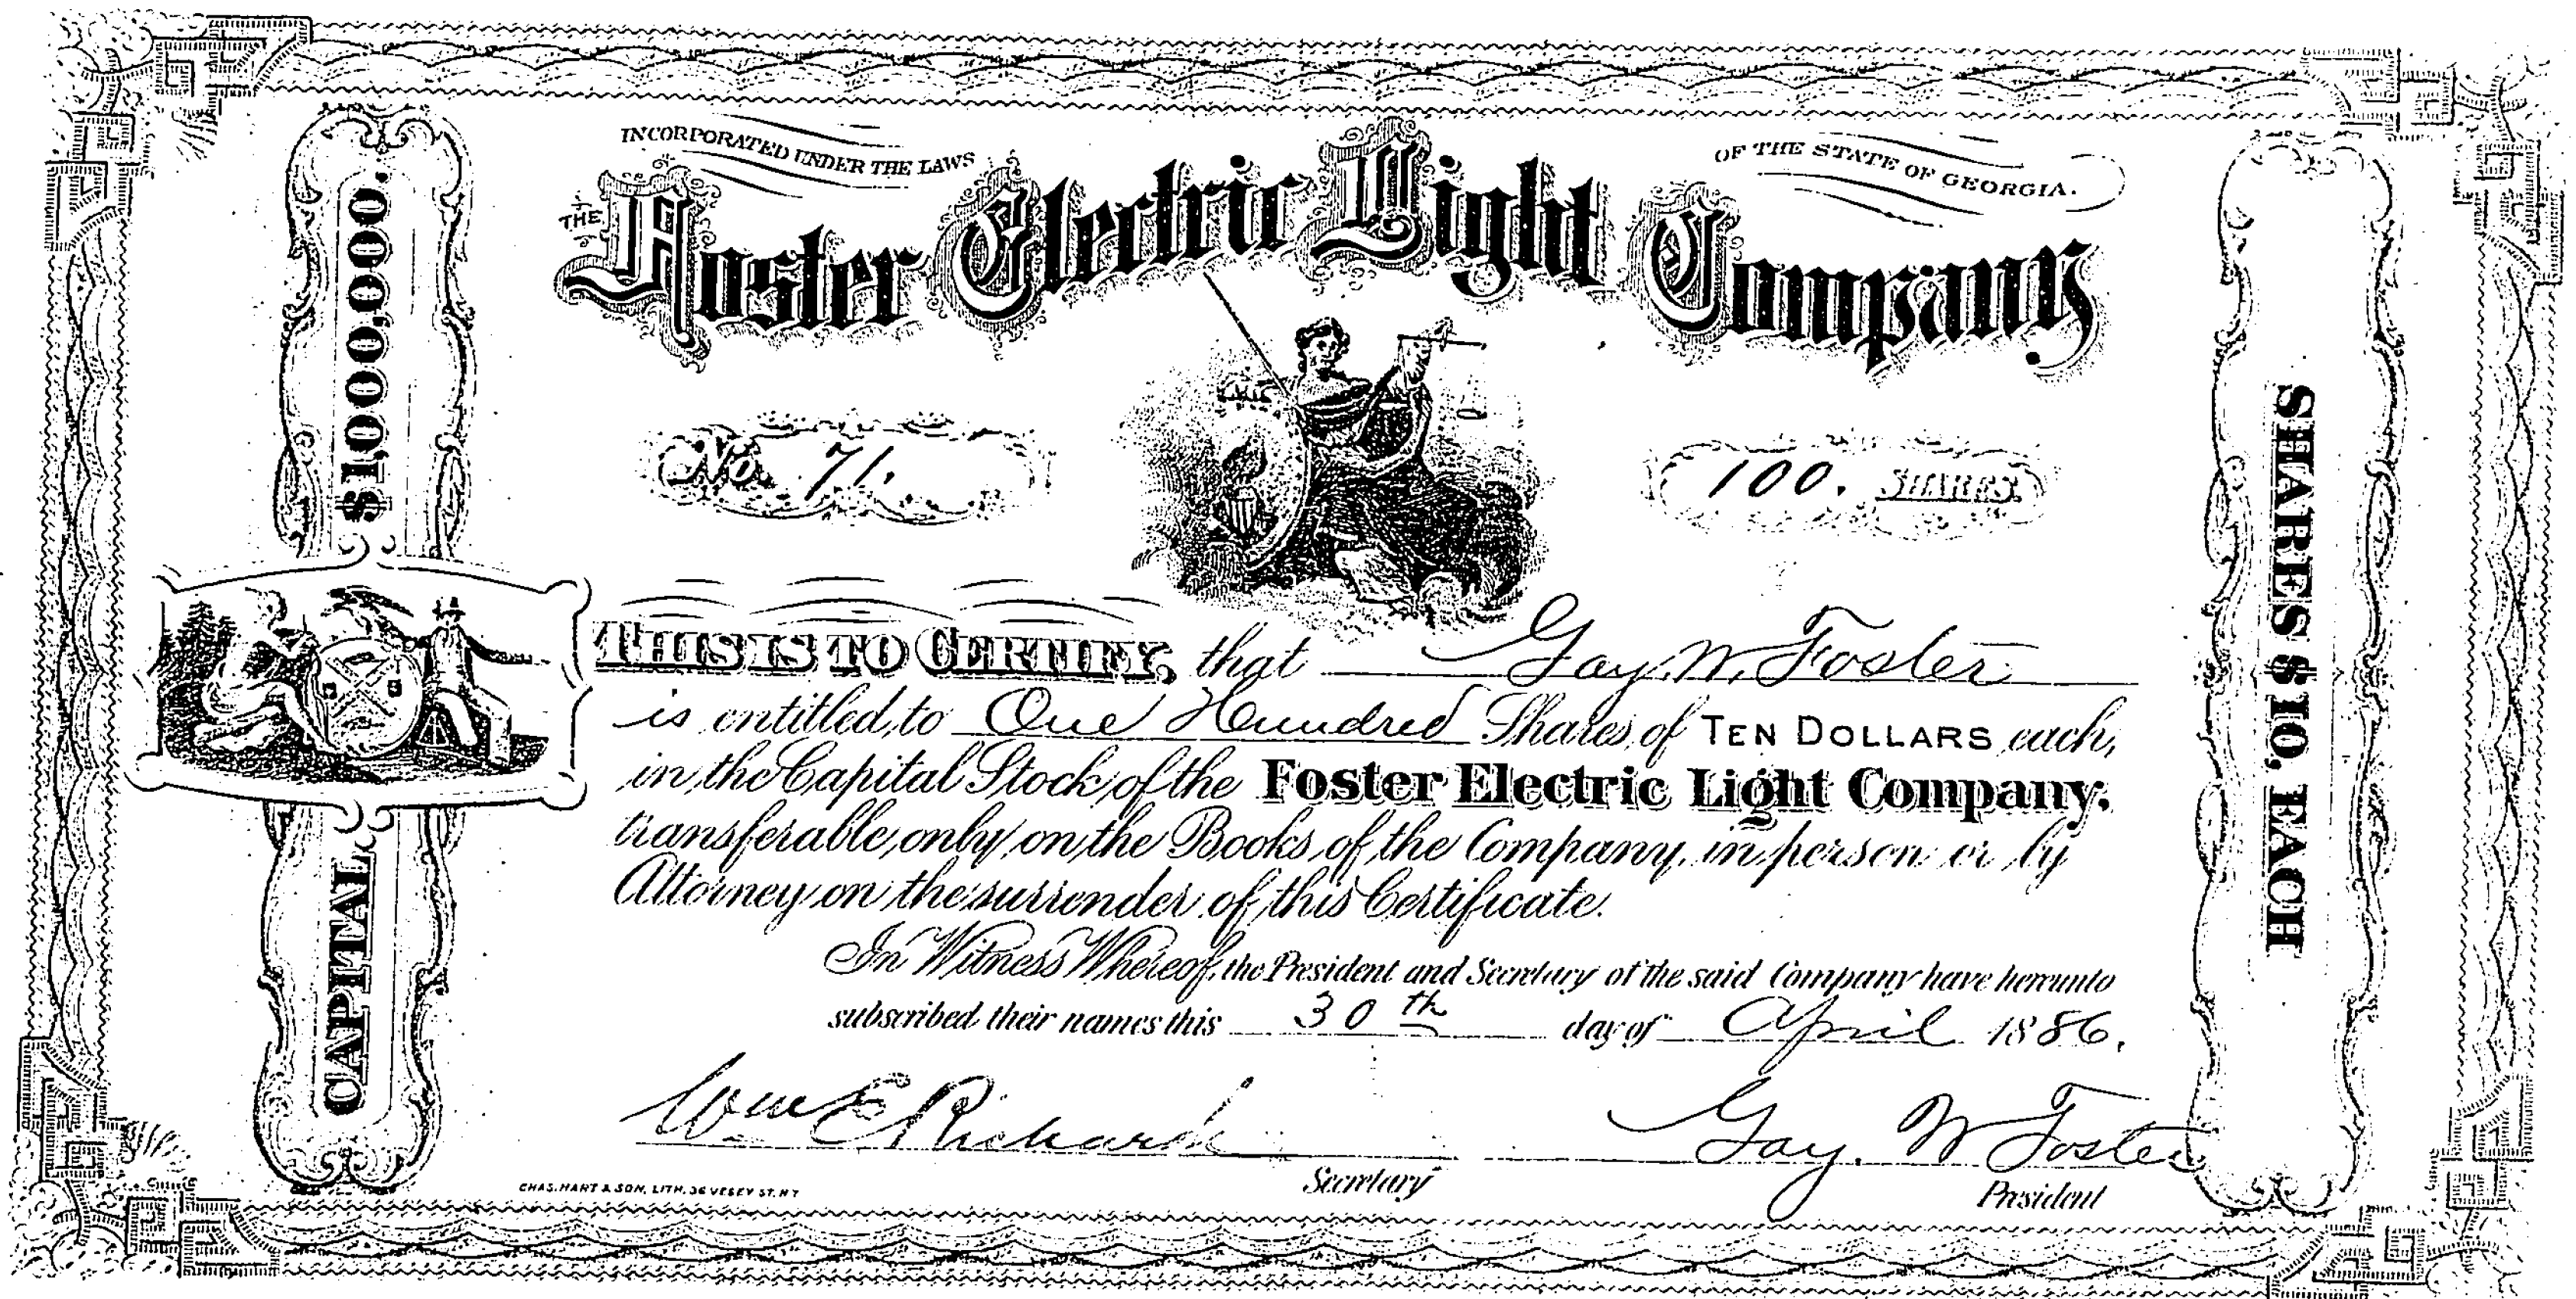 INCORPORATED UNDER THE LAWS OF THE STATE OF GEORGIA.
THE Foster Electric Light Company
No. 71.
100. SHARES.
$1,000,000.
CAPITAL
SHARES $10, EACH
THIS IS TO CERTIFY, that Gay. W. Foster
is entitled to One Hundred Shares of TEN DOLLARS each,
in the Capital Stock of the Foster Electric Light Company.
transferable only on the Books of the Company in person or by
Attorney on the surrender of this Certificate.
In Witness Whereof, the President and Secretary of the said Company have hereunto
subscribed their names this 30th day of April 1886.
Wm E Richard
Secretary
Gay. W Foster
President
CHAS. HART & SON, LITH. 36 VESEY ST. N Y